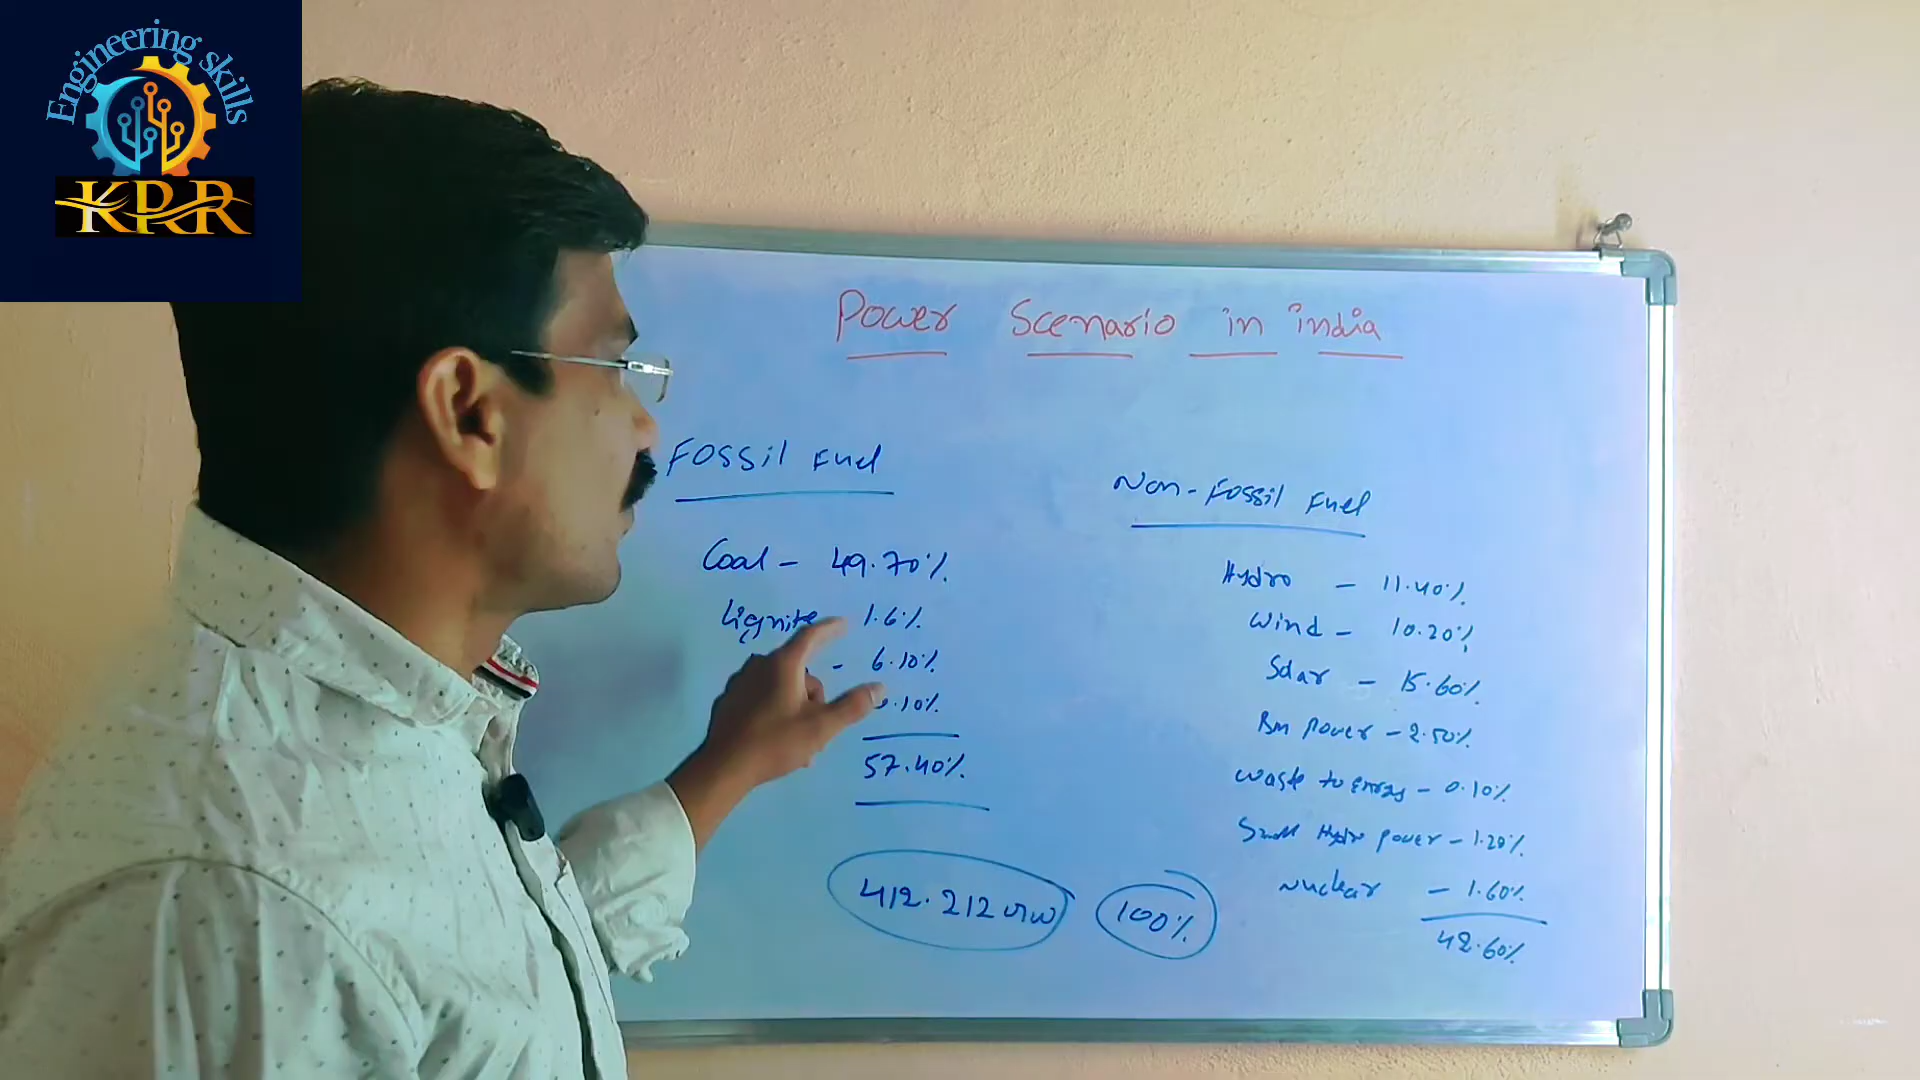 Engineering skills
KRR
Power Scenario in india
Fossil Fuel
Coal - 49.70%
Lignite 1.6%
- 6.10%
.10%
57.40%
Non-Fossil Fuel
Hydro - 11.40%
Wind - 10.20%
Solar - 15.60%
Bm power - 2.50%
Waste to energy - 0.10%
Small Hydro power - 1.20%
Nuclear - 1.60%
42.60%
412.212 MW
100%